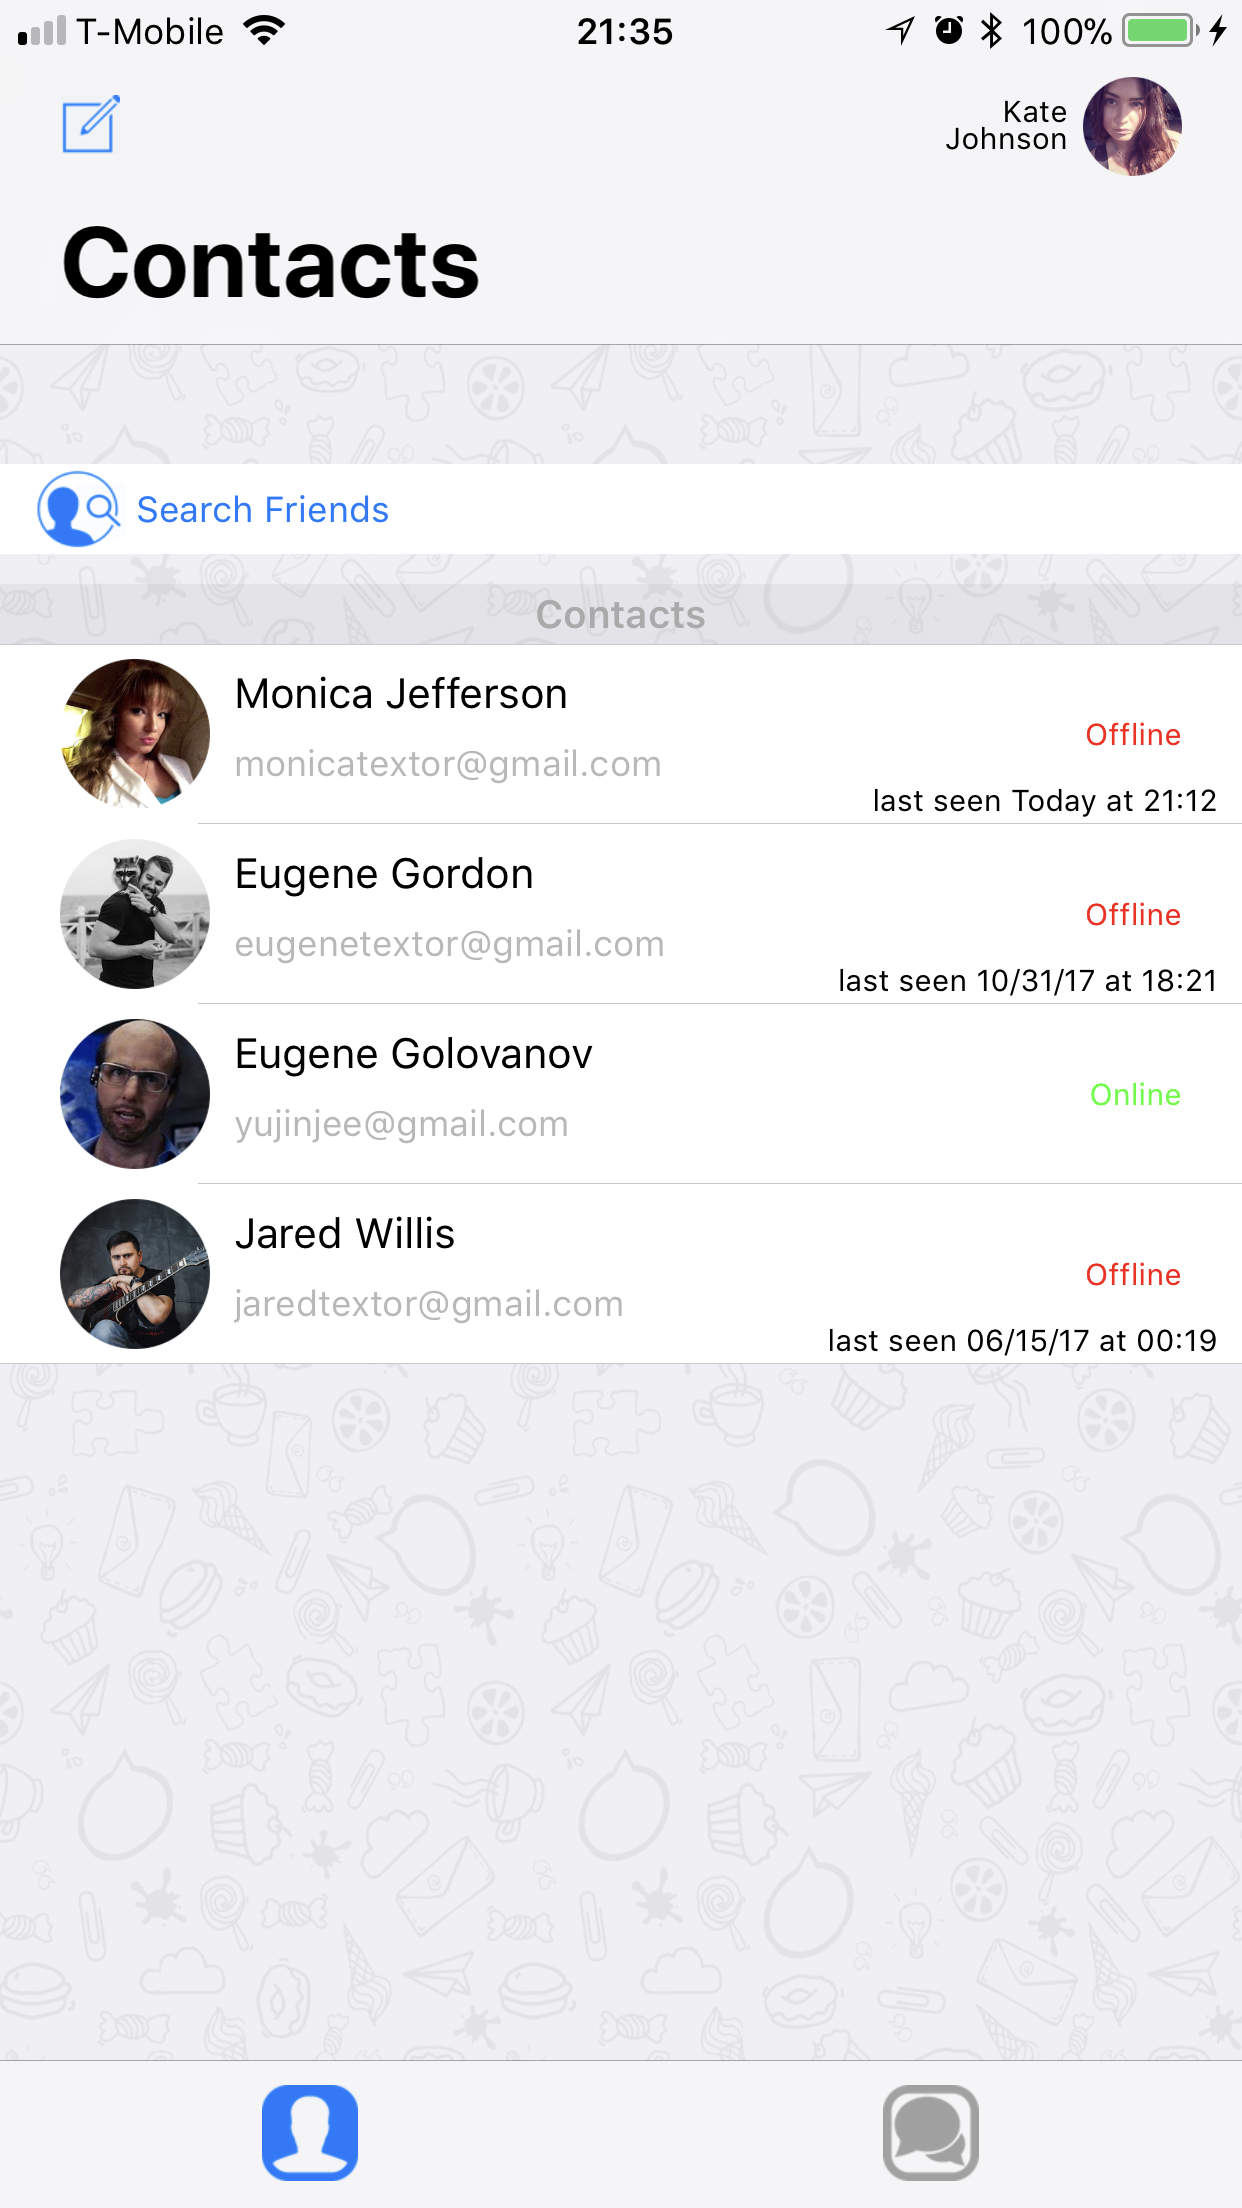 T-Mobile 21:35 100%
Kate
Johnson
Contacts
Search Friends
Contacts
Monica Jefferson
Offline
monicatextor@gmail.com
last seen Today at 21:12
Eugene Gordon
Offline
eugenetextor@gmail.com
last seen 10/31/17 at 18:21
Eugene Golovanov
Online
yujinjee@gmail.com
Jared Willis
Offline
jaredtextor@gmail.com
last seen 06/15/17 at 00:19